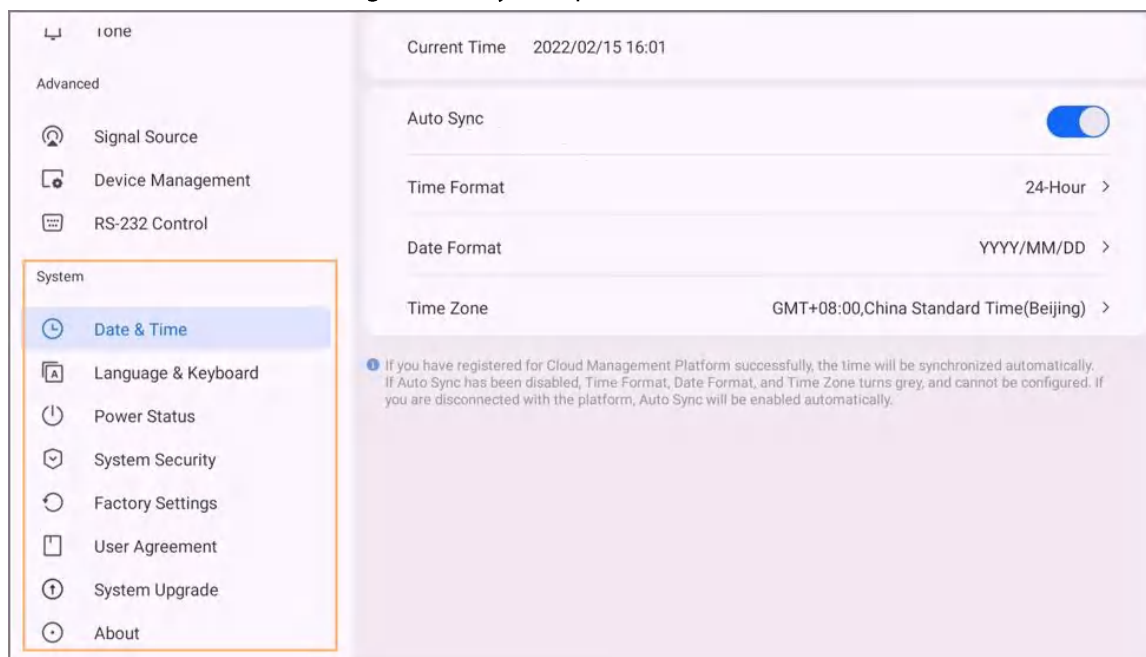 Tone
Advanced
Signal Source
Device Management
RS-232 Control
System
Date & Time
Language & Keyboard
Power Status
System Security
Factory Settings
User Agreement
System Upgrade
About
Current Time 2022/02/15 16:01
Auto Sync
Time Format 24-Hour >
Date Format YYYY/MM/DD >
Time Zone GMT+08:00,China Standard Time(Beijing) >
If you have registered for Cloud Management Platform successfully, the time will be synchronized automatically.
If Auto Sync has been disabled, Time Format, Date Format, and Time Zone turns grey, and cannot be configured. If
you are disconnected with the platform, Auto Sync will be enabled automatically.